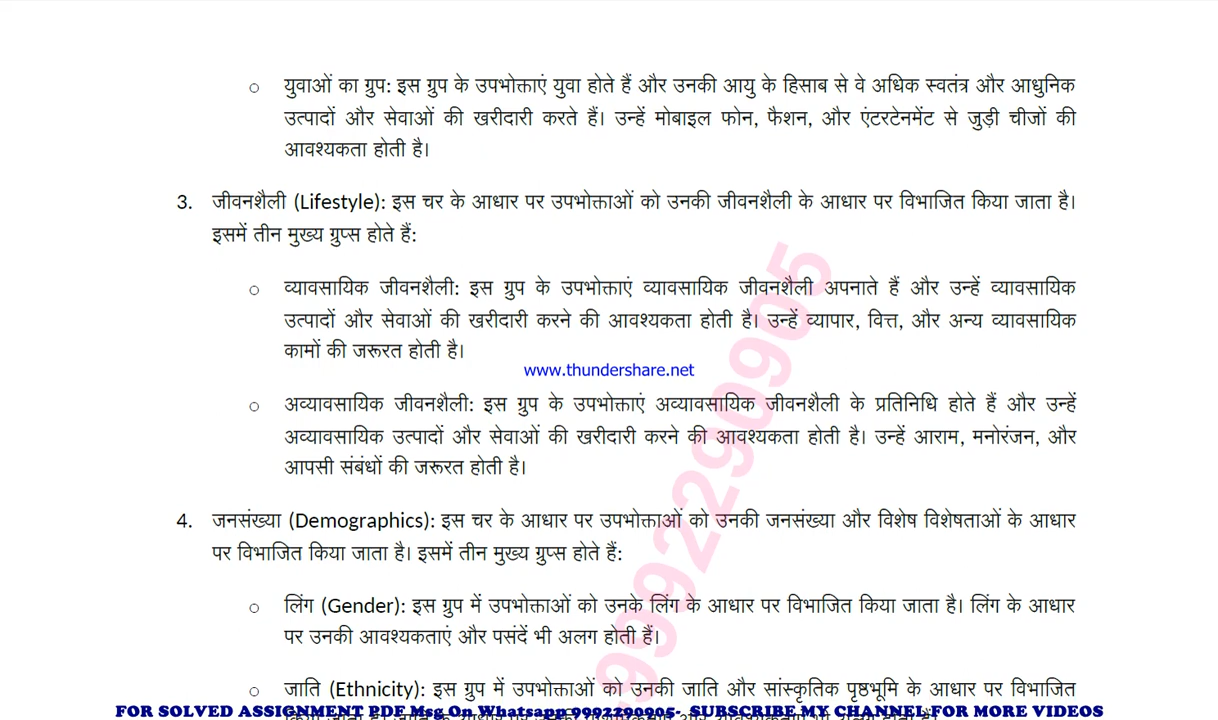 ○ युवाओं का ग्रुप: इस ग्रुप के उपभोक्ताएं युवा होते हैं और उनकी आयु के हिसाब से वे अधिक स्वतंत्र और आधुनिक
उत्पादों और सेवाओं की खरीदारी करते हैं। उन्हें मोबाइल फोन, फैशन, और एंटरटेनमेंट से जुड़ी चीजों की
आवश्यकता होती है।
3. जीवनशैली (Lifestyle): इस चर के आधार पर उपभोक्ताओं को उनकी जीवनशैली के आधार पर विभाजित किया जाता है।
इसमें तीन मुख्य ग्रुप्स होते हैं:
○ व्यावसायिक जीवनशैली: इस ग्रुप के उपभोक्ताएं व्यावसायिक जीवनशैली अपनाते हैं और उन्हें व्यावसायिक
उत्पादों और सेवाओं की खरीदारी करने की आवश्यकता होती है। उन्हें व्यापार, वित्त, और अन्य व्यावसायिक
कामों की जरूरत होती है।
www.thundershare.net
○ अव्यावसायिक जीवनशैली: इस ग्रुप के उपभोक्ताएं अव्यावसायिक जीवनशैली के प्रतिनिधि होते हैं और उन्हें
अव्यावसायिक उत्पादों और सेवाओं की खरीदारी करने की आवश्यकता होती है। उन्हें आराम, मनोरंजन, और
आपसी संबंधों की जरूरत होती है।
4. जनसंख्या (Demographics): इस चर के आधार पर उपभोक्ताओं को उनकी जनसंख्या और विशेष विशेषताओं के आधार
पर विभाजित किया जाता है। इसमें तीन मुख्य ग्रुप्स होते हैं:
○ लिंग (Gender): इस ग्रुप में उपभोक्ताओं को उनके लिंग के आधार पर विभाजित किया जाता है। लिंग के आधार
पर उनकी आवश्यकताएं और पसंदें भी अलग होती हैं।
○ जाति (Ethnicity): इस ग्रुप में उपभोक्ताओं को उनकी जाति और सांस्कृतिक पृष्ठभूमि के आधार पर विभाजित
9992290905
FOR SOLVED ASSIGNMENT PDF Msg On Whatsapp 9992290905- SUBSCRIBE MY CHANNEL FOR MORE VIDEOS